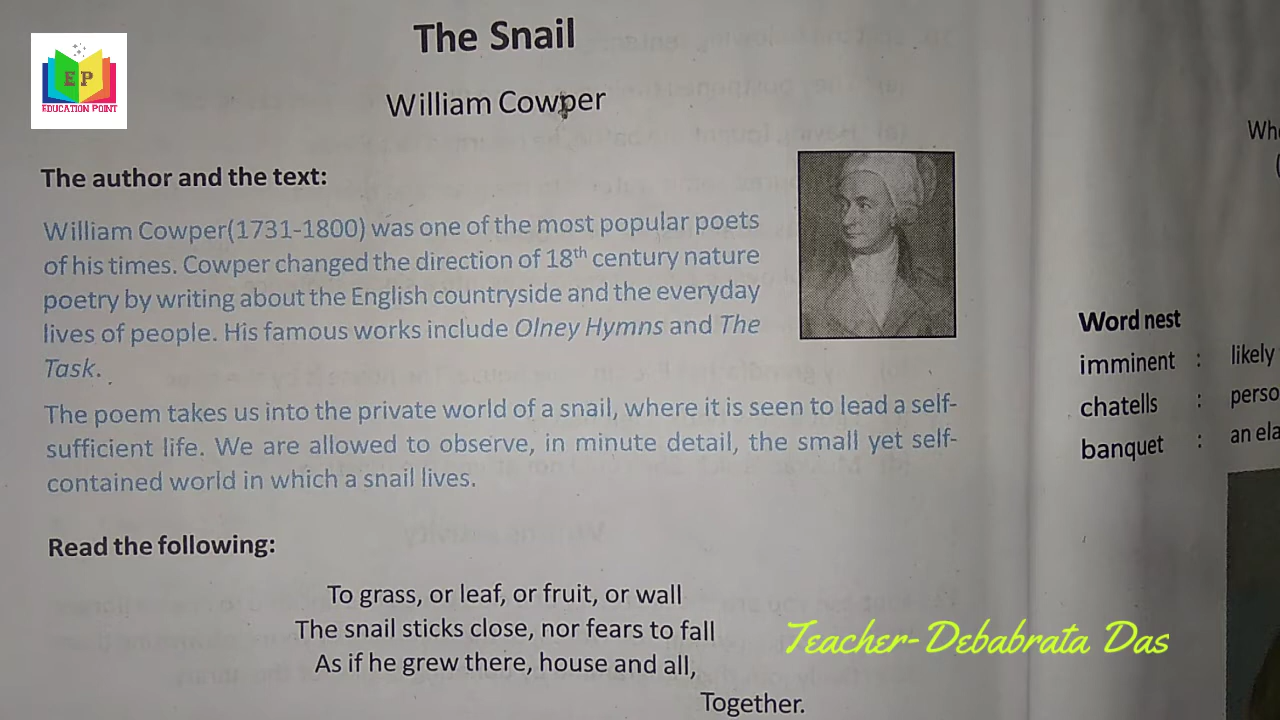 The Snail
William Cowper
E P
EDUCATION POINT
The author and the text:
William Cowper(1731-1800) was one of the most popular poets
of his times. Cowper changed the direction of 18th century nature
poetry by writing about the English countryside and the everyday
lives of people. His famous works include Olney Hymns and The
Task.
The poem takes us into the private world of a snail, where it is seen to lead a self-
sufficient life. We are allowed to observe, in minute detail, the small yet self-
contained world in which a snail lives.
Read the following:
To grass, or leaf, or fruit, or wall
The snail sticks close, nor fears to fall
As if he grew there, house and all,
Together.
Teacher-Debabrata Das
Word nest
imminent : likely
chatells :
banquet : an